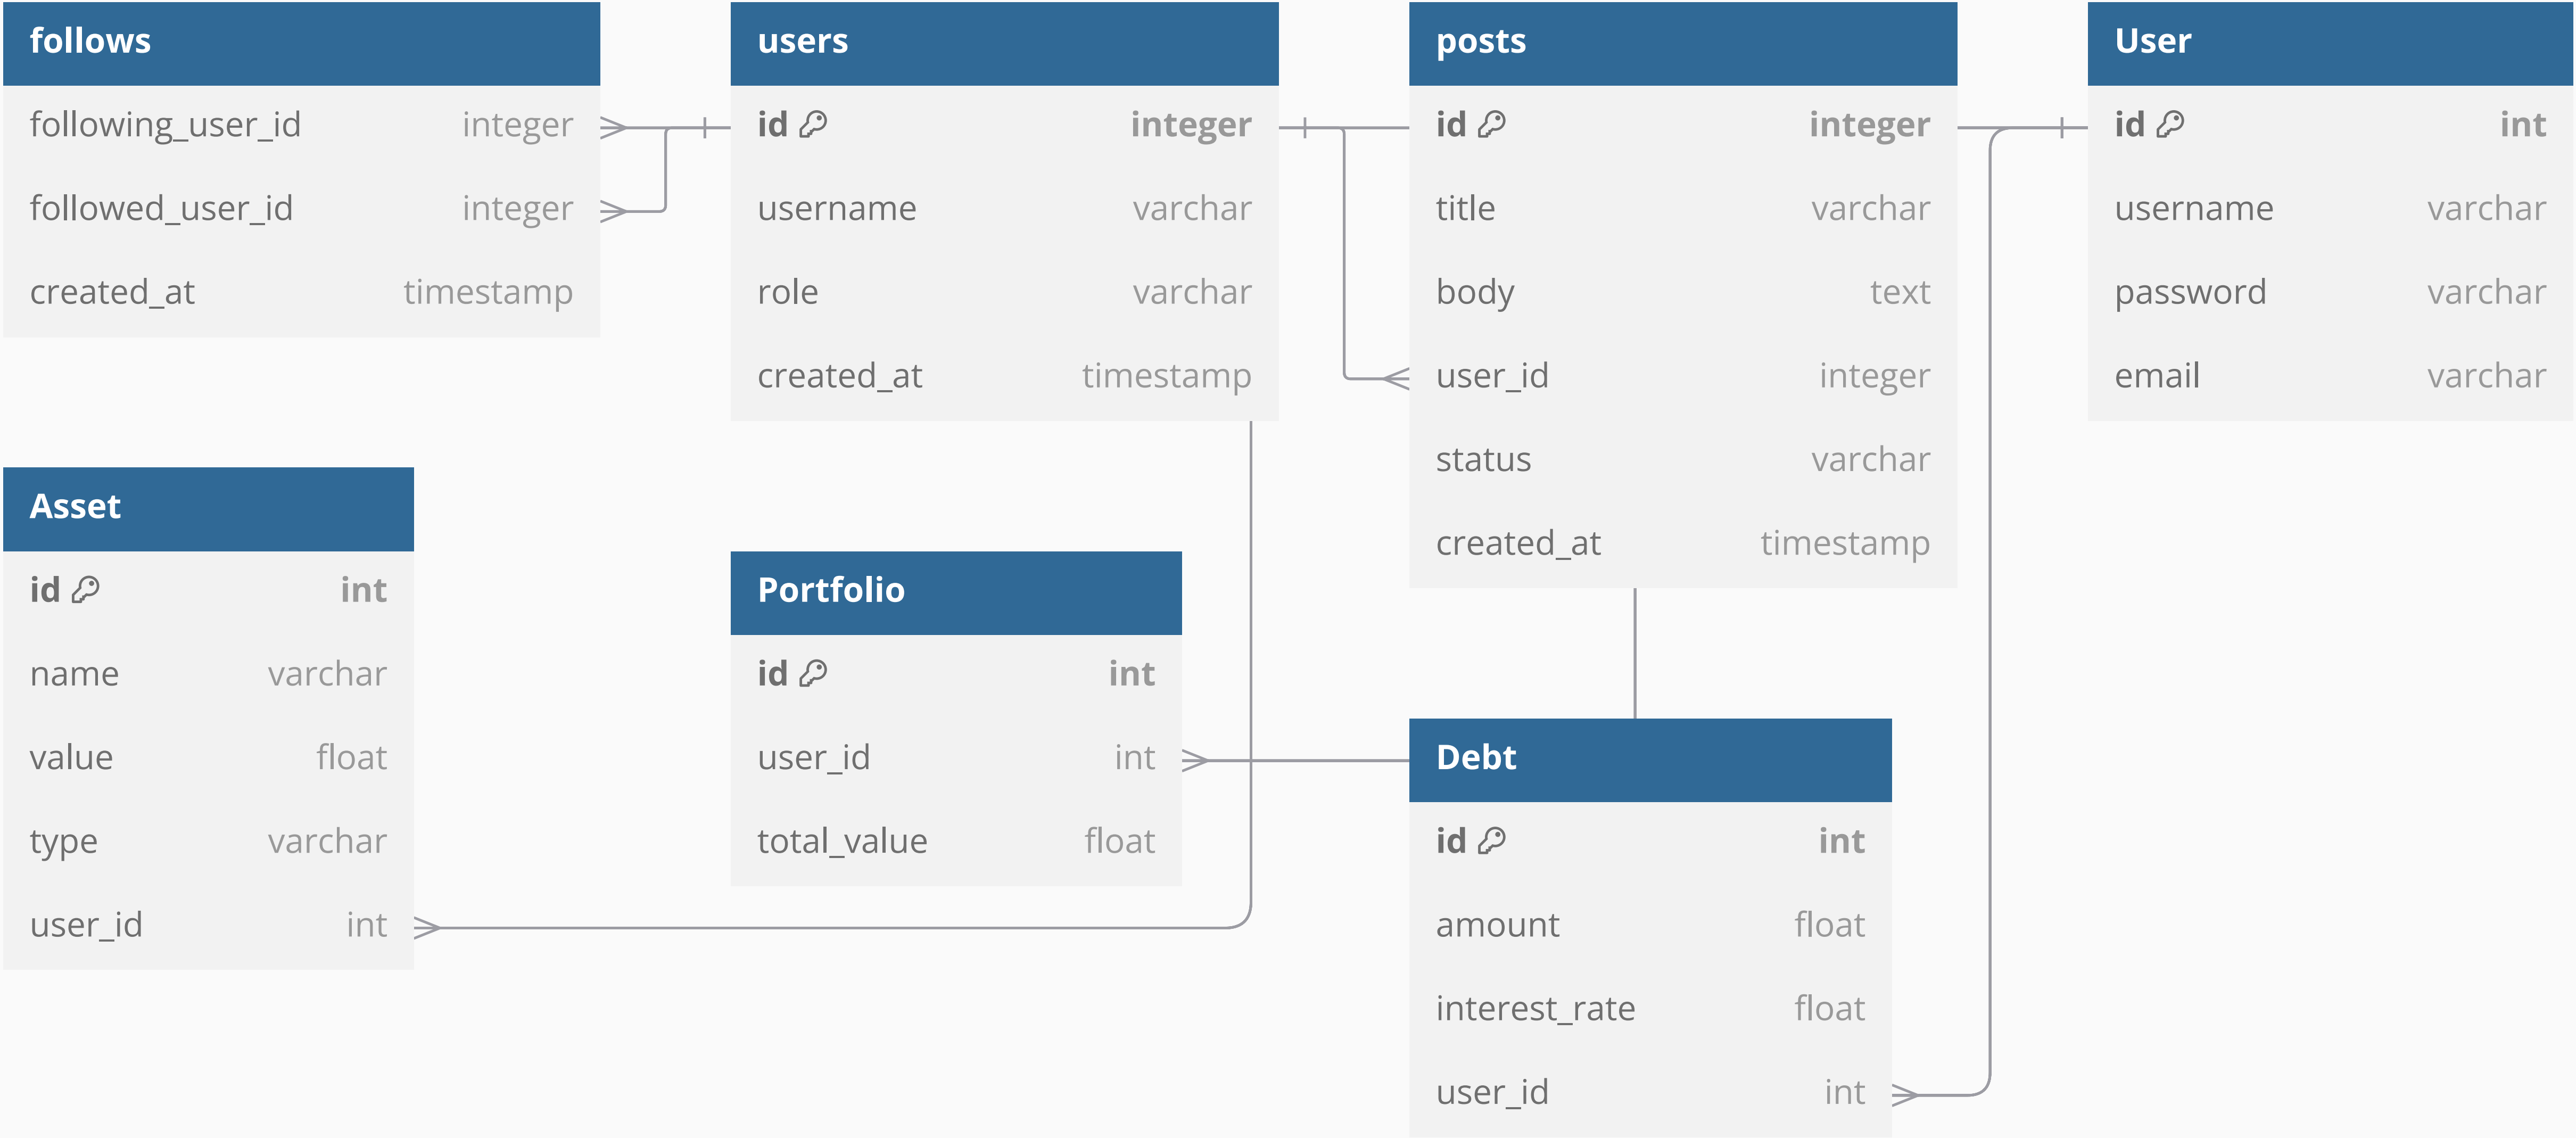 follows
following_user_id integer
followed_user_id integer
created_at timestamp
users
id integer
username varchar
role varchar
created_at timestamp
posts
id integer
title varchar
body text
user_id integer
status varchar
created_at timestamp
User
id int
username varchar
password varchar
email varchar
Asset
id int
name varchar
value float
type varchar
user_id int
Portfolio
id int
user_id int
total_value float
Debt
id int
amount float
interest_rate float
user_id int